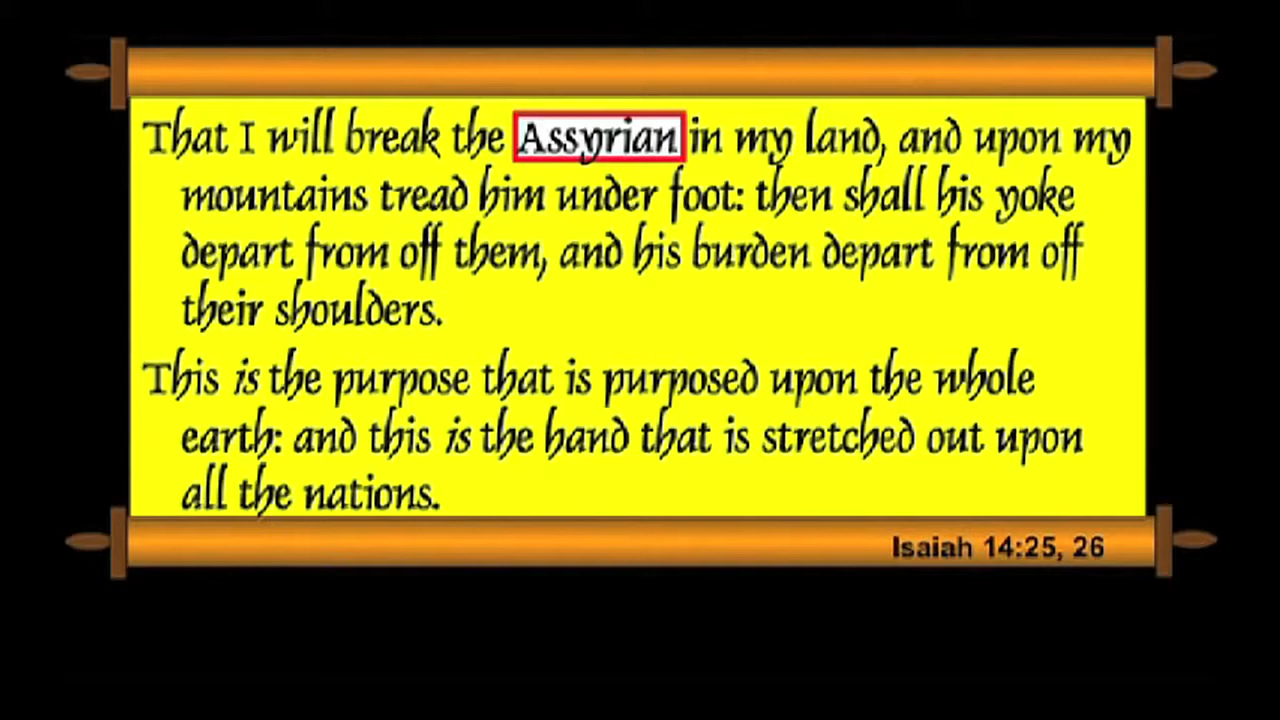 That I will break the Assyrian in my land, and upon my
mountains tread him under foot: then shall his yoke
depart from off them, and his burden depart from off
their shoulders.
This is the purpose that is purposed upon the whole
earth: and this is the hand that is stretched out upon
all the nations.
Isaiah 14:25, 26